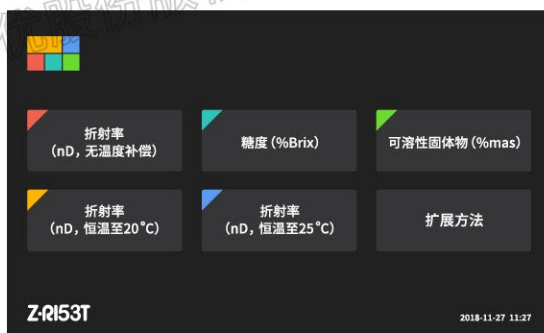 折射率
(nD, 无温度补偿)
糖度 (%Brix)
可溶性固体物 (%mas)
折射率
(nD, 恒温至20°C)
折射率
(nD, 恒温至25°C)
扩展方法
Z-RI53T
2018-11-27 11:27